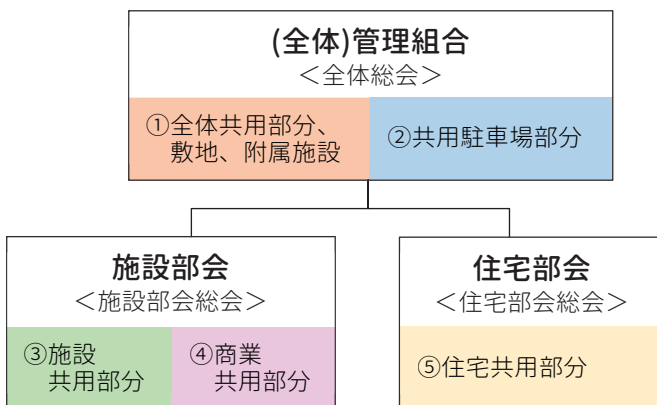 (全体)管理組合
＜全体総会＞
①全体共用部分、
敷地、附属施設
②共用駐車場部分
施設部会
＜施設部会総会＞
③施設
共用部分
④商業
共用部分
住宅部会
＜住宅部会総会＞
⑤住宅共用部分